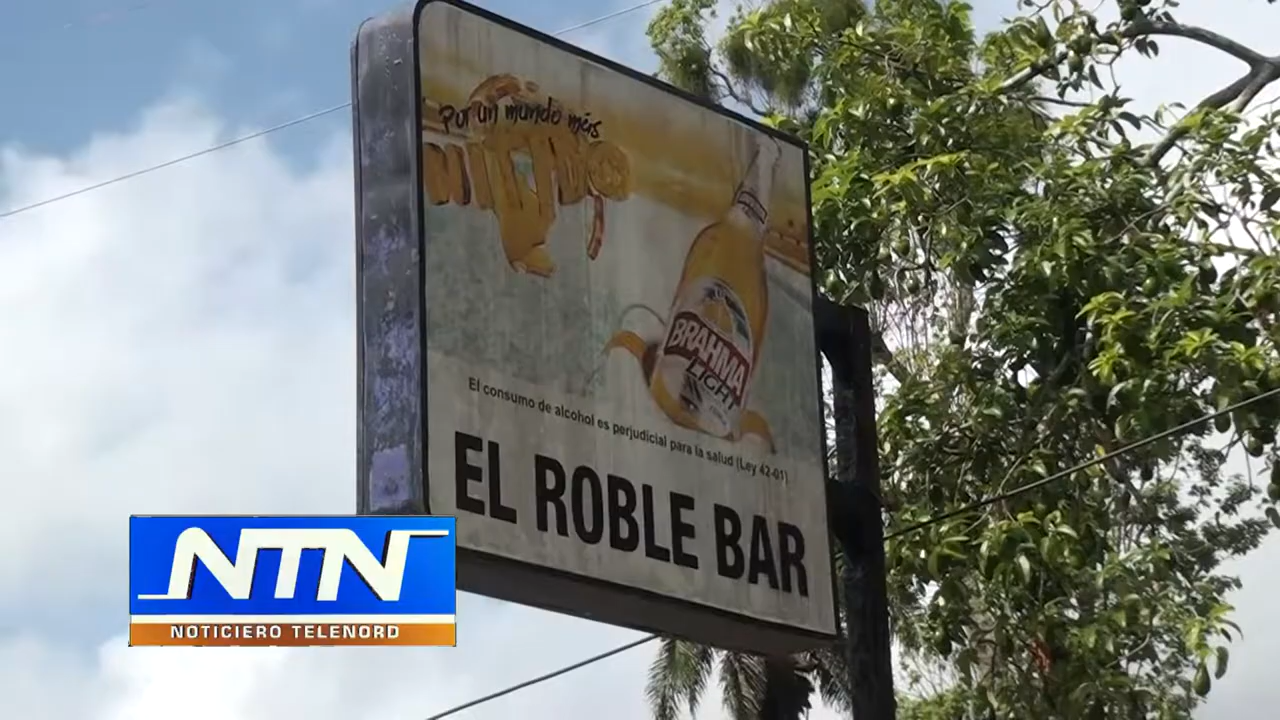 Por un mundo más
BRAHMA
LIGHT
El consumo de alcohol es perjudicial para la salud (Ley 42-01)
EL ROBLE BAR
NTN
NOTICIERO TELENORD